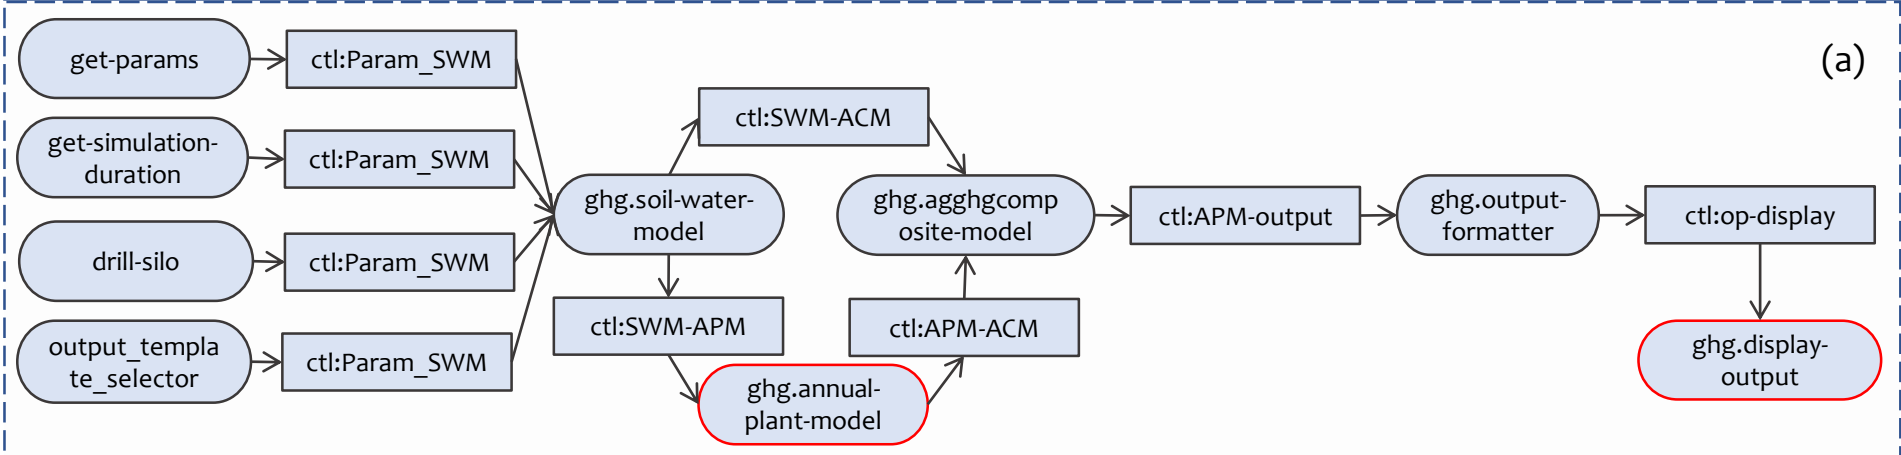 get-params
ctl:Param_SWM
(a)
ctl:SWM-ACM
get-simulation-
duration
ctl:Param_SWM
ghg.soil-water-
model
ghg.agghgcomp
osite-model
ctl:APM-output
ghg.output-
formatter
ctl:op-display
drill-silo
ctl:Param_SWM
ctl:SWM-APM
ctl:APM-ACM
output_templa
te_selector
ctl:Param_SWM
ghg.annual-
plant-model
ghg.display-
output